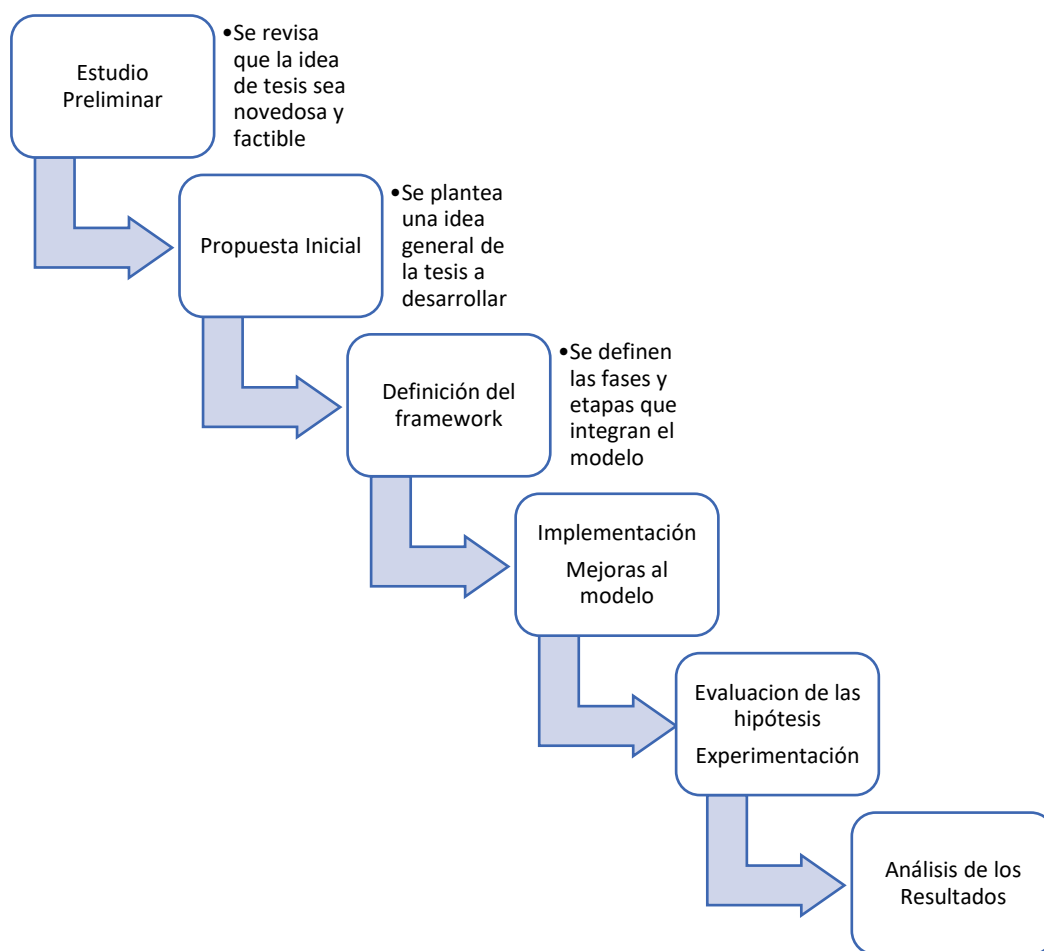 Estudio
Preliminar
•Se revisa
que la idea
de tesis sea
novedosa y
factible
Propuesta Inicial
•Se plantea
una idea
general de
la tesis a
desarrollar
Definición del
framework
•Se definen
las fases y
etapas que
integran el
modelo
Implementación
Mejoras al
modelo
Evaluacion de las
hipótesis
Experimentación
Análisis de los
Resultados